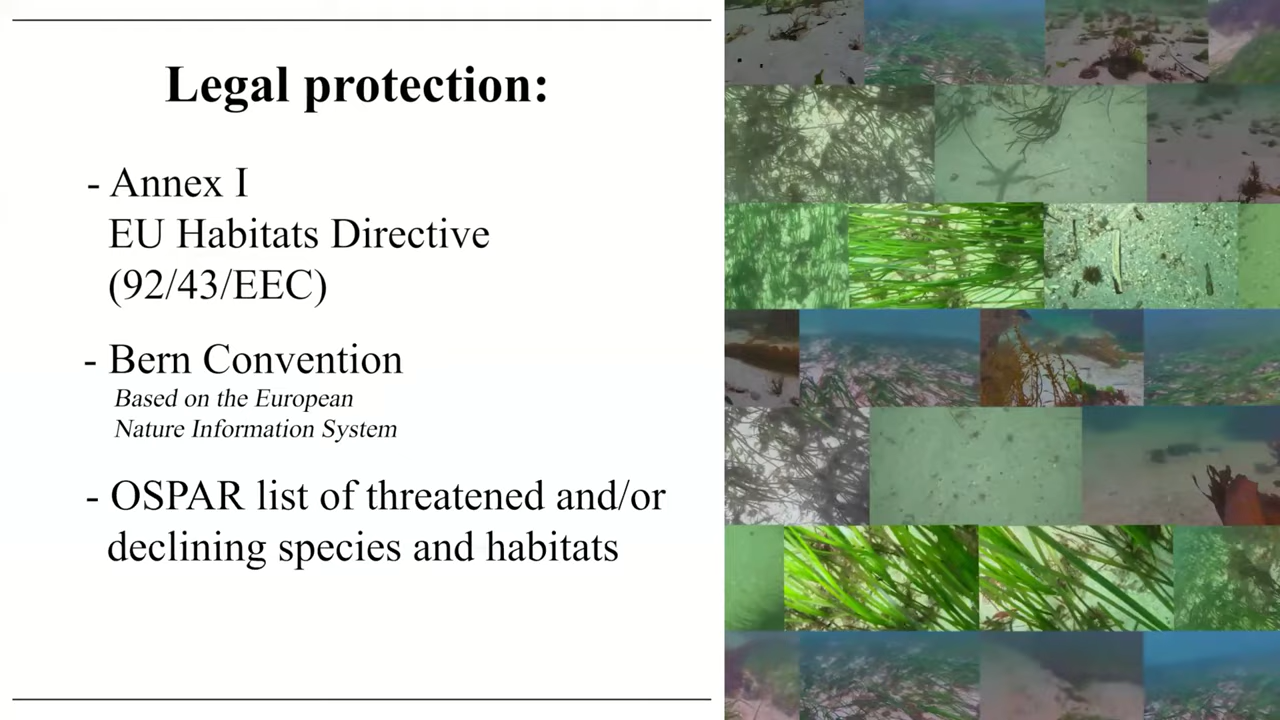 Legal protection:
- Annex I
EU Habitats Directive
(92/43/EEC)
- Bern Convention
Based on the European
Nature Information System
- OSPAR list of threatened and/or
declining species and habitats